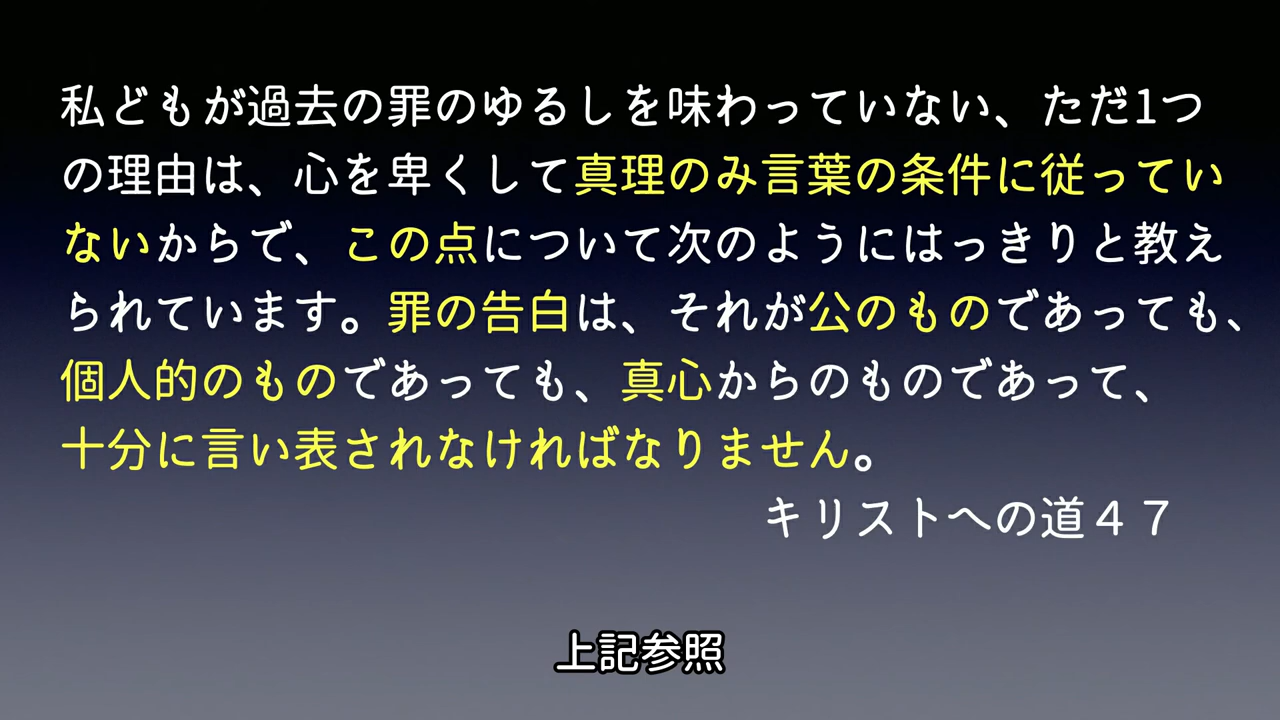 私どもが過去の罪のゆるしを味わっていない、ただ1つ
の理由は、心を卑くして真理のみ言葉の条件に従ってい
ないからで、この点について次のようにはっきりと教え
られています。罪の告白は、それが公のものであっても、
個人的のものであっても、真心からのものであって、
十分に言い表されなければなりません。
キリストへの道４７
上記参照